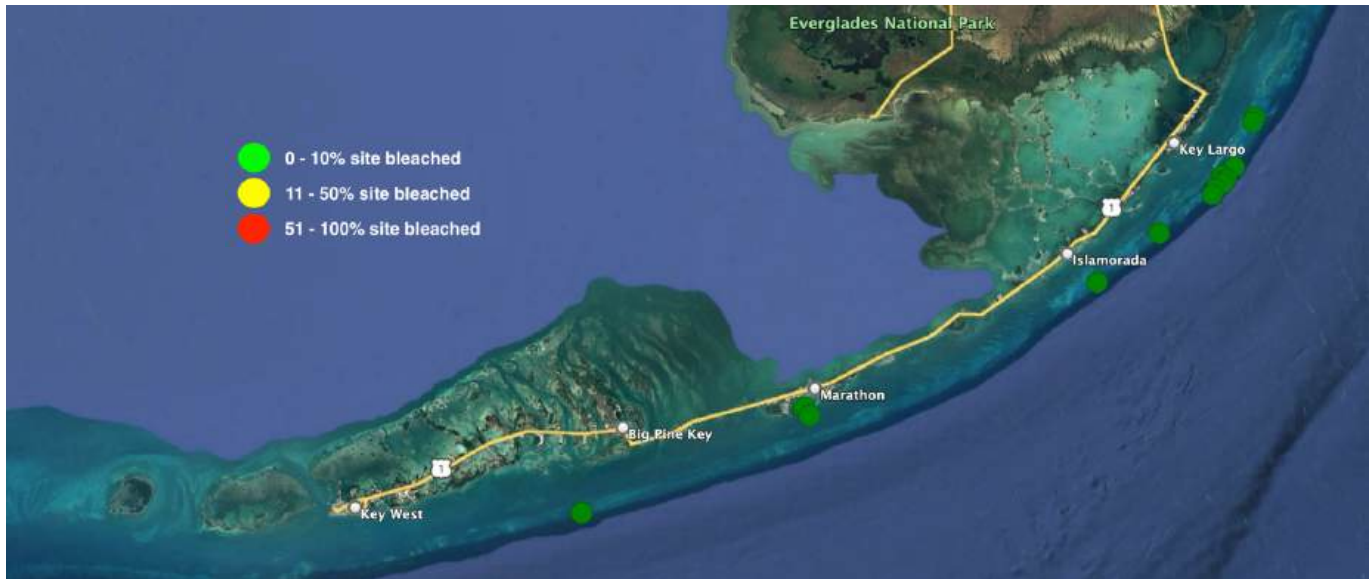 Everglades National Park
0 - 10% site bleached
11 - 50% site bleached
51 - 100% site bleached
Key Largo
1
Islamorada
Marathon
Big Pine Key
1
Key West